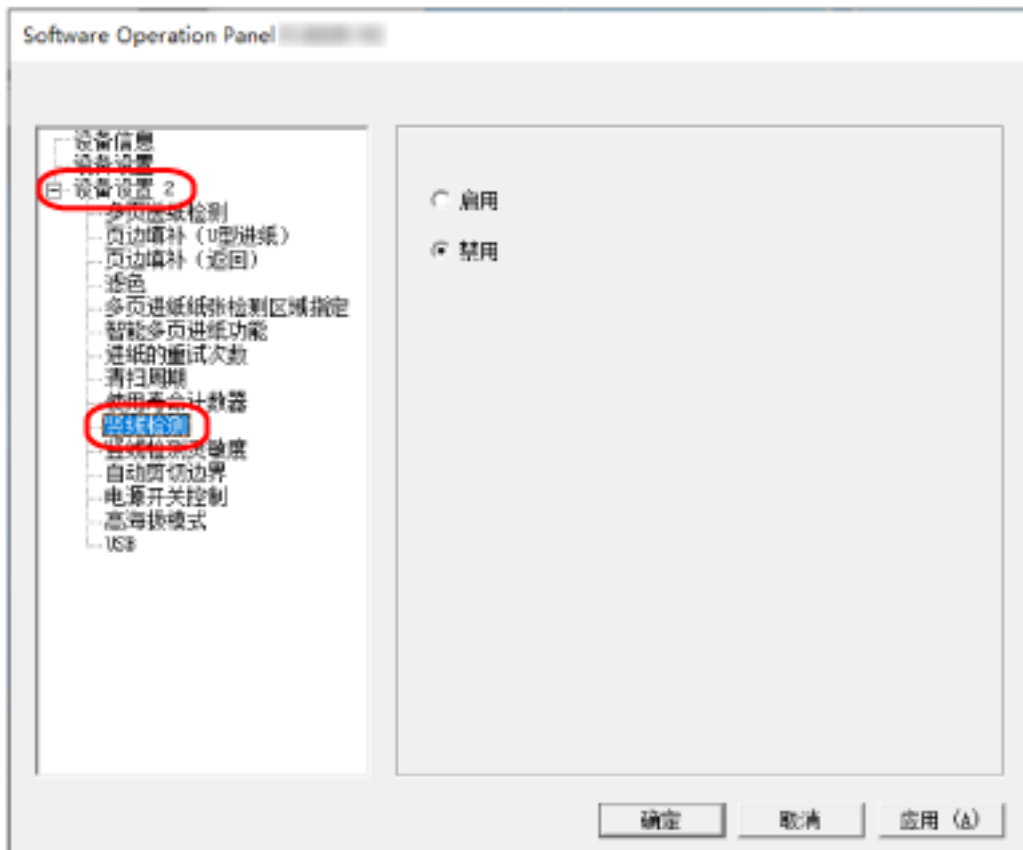 Software Operation Panel
设备信息
设备设置
设备设置 2
多页送纸检测
页边填补（U型进纸）
页边填补（返回）
滤色
多页进纸纸张检测区域指定
智能多页进纸功能
进纸的重试次数
清扫周期
使用寿命计数器
竖线检测
竖线检测灵敏度
自动剪切边界
电源开关控制
高海拔模式
USB
启用
禁用
确定
取消
应用 (A)